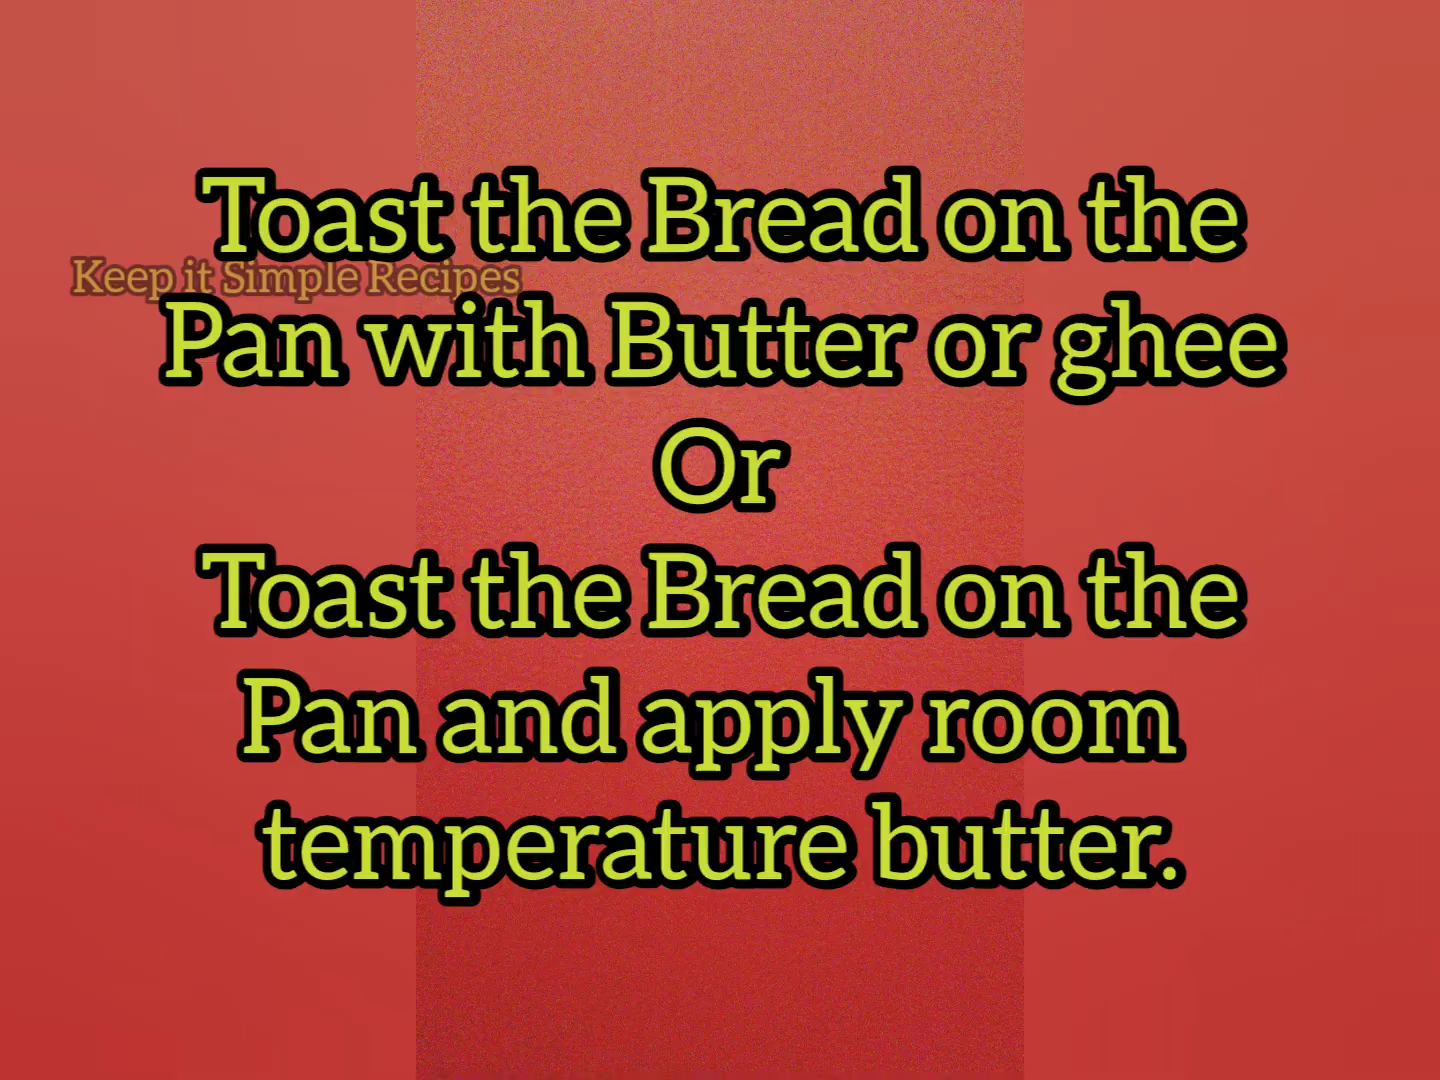 Toast the Bread on the
Keep it Simple Recipes
Pan with Butter or ghee
Or
Toast the Bread on the
Pan and apply room
temperature butter.